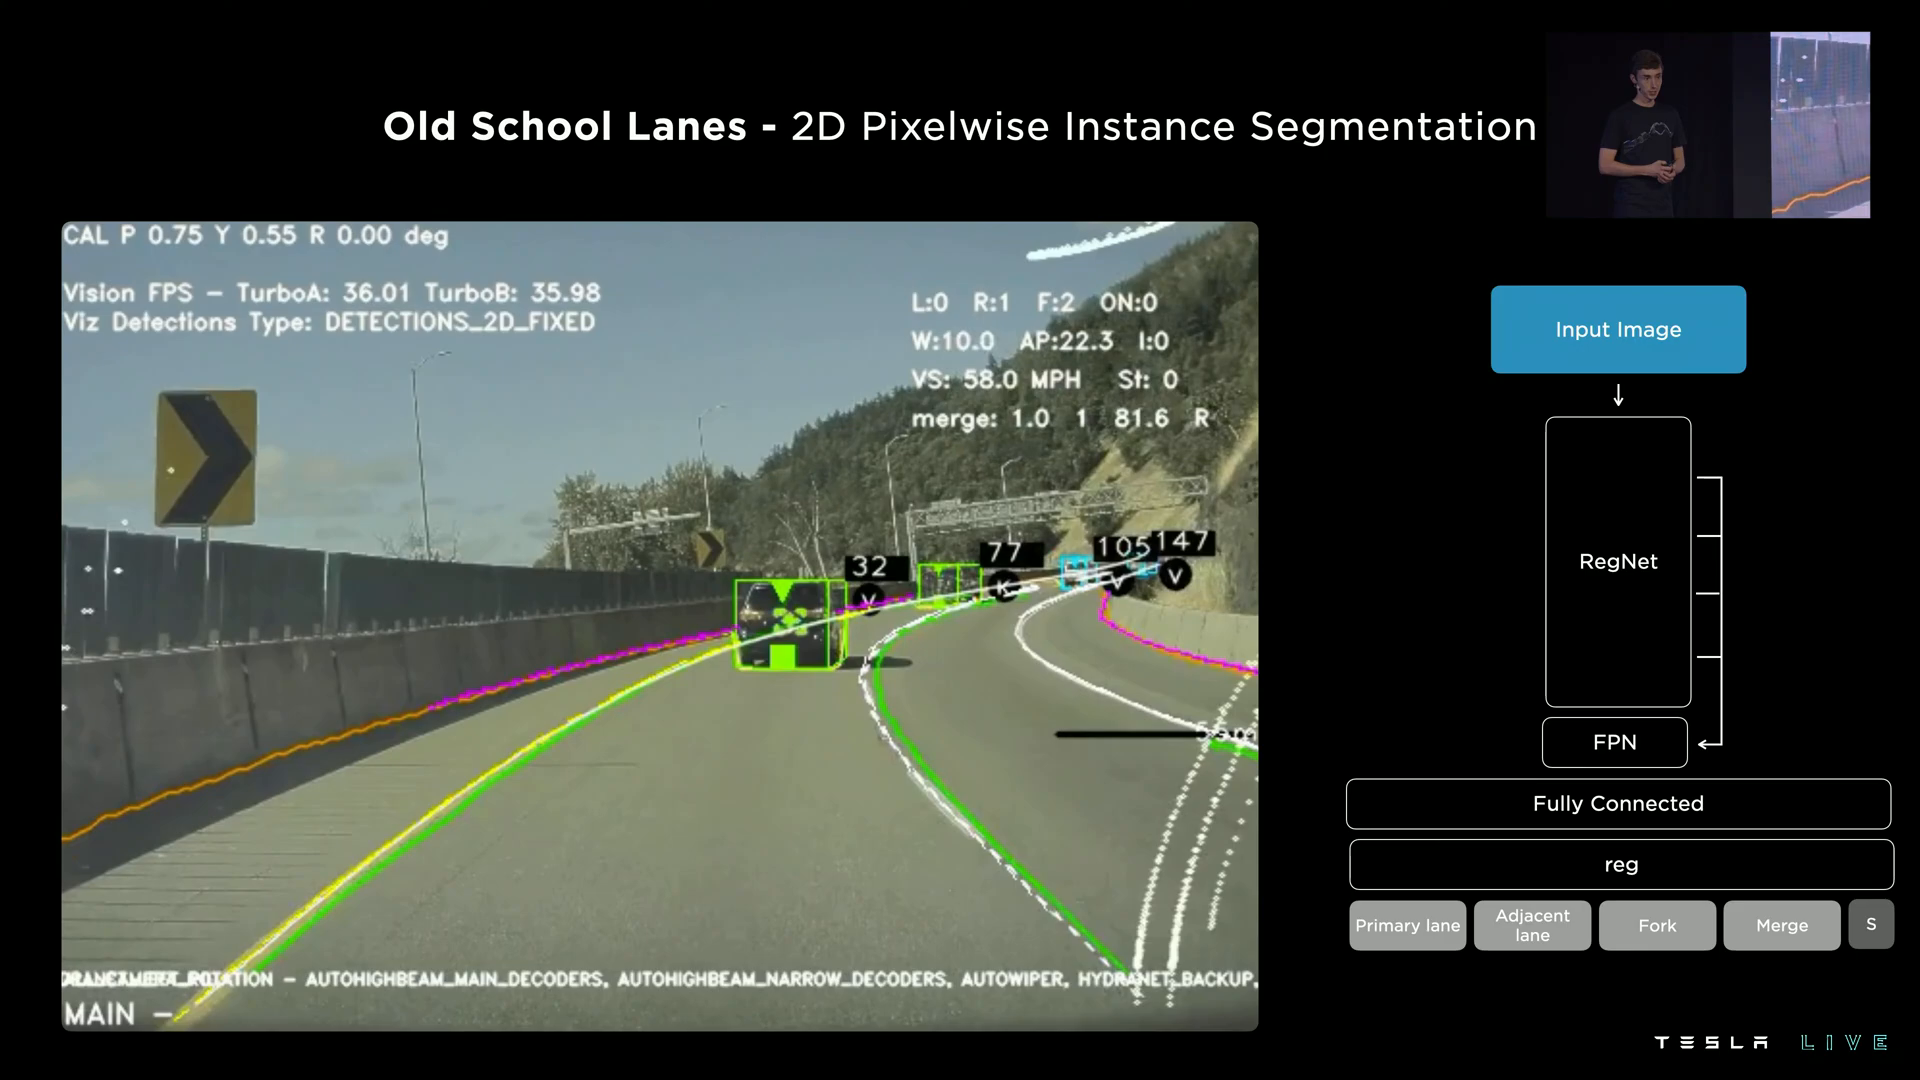 Old School Lanes - 2D Pixelwise Instance Segmentation
CAL P 0.75 Y 0.55 R 0.00 deg
Vision FPS - TurboA: 36.01 TurboB: 35.98
Viz Detections Type: DETECTIONS_2D_FIXED
L:0 R:1 F:2 ON:0
W:10.0 AP:22.3 I:0
VS: 58.0 MPH St: 0
merge: 1.0 1 81.6 R
32
77
105
147
- AUTOHIGHBEAM_MAIN_DECODERS, AUTOHIGHBEAM_NARROW_DECODERS, AUTOWIPER, HYDRANET_BACKUP,
MAIN -
Input Image
RegNet
FPN
Fully Connected
reg
Primary lane
Adjacent
lane
Fork
Merge
S
TESLA LIVE